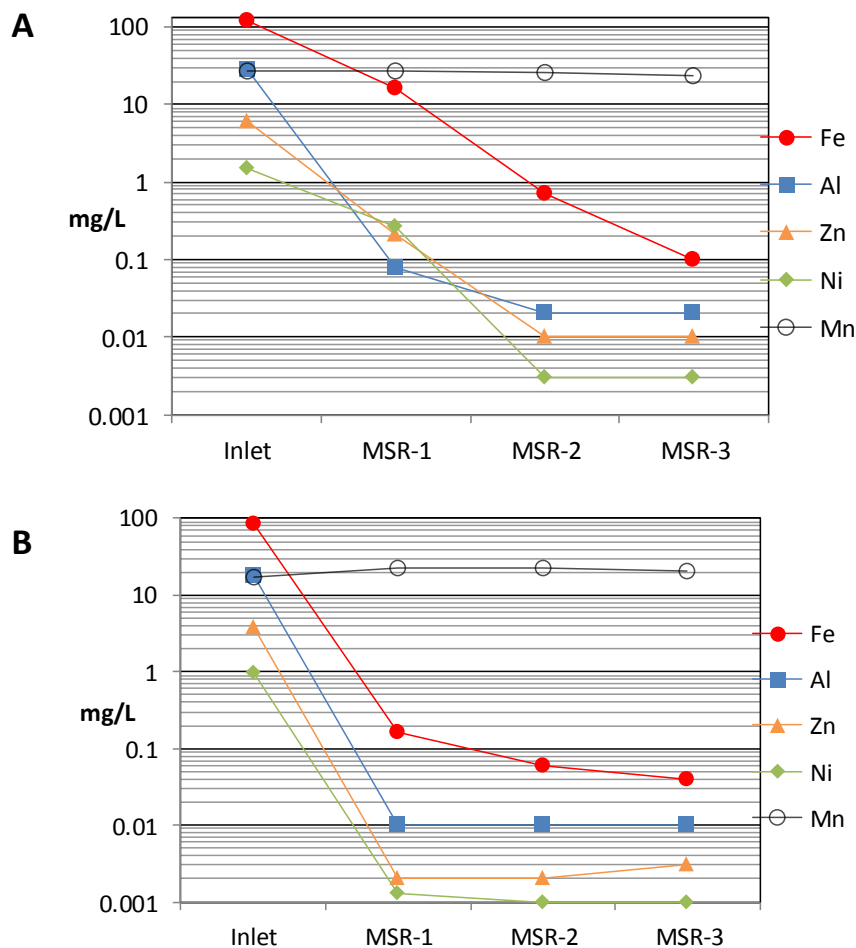 A
100
10
1
mg/L
0.1
0.01
0.001
Inlet MSR-1 MSR-2 MSR-3
Fe
Al
Zn
Ni
Mn
B
100
10
1
mg/L
0.1
0.01
0.001
Inlet MSR-1 MSR-2 MSR-3
Fe
Al
Zn
Ni
Mn